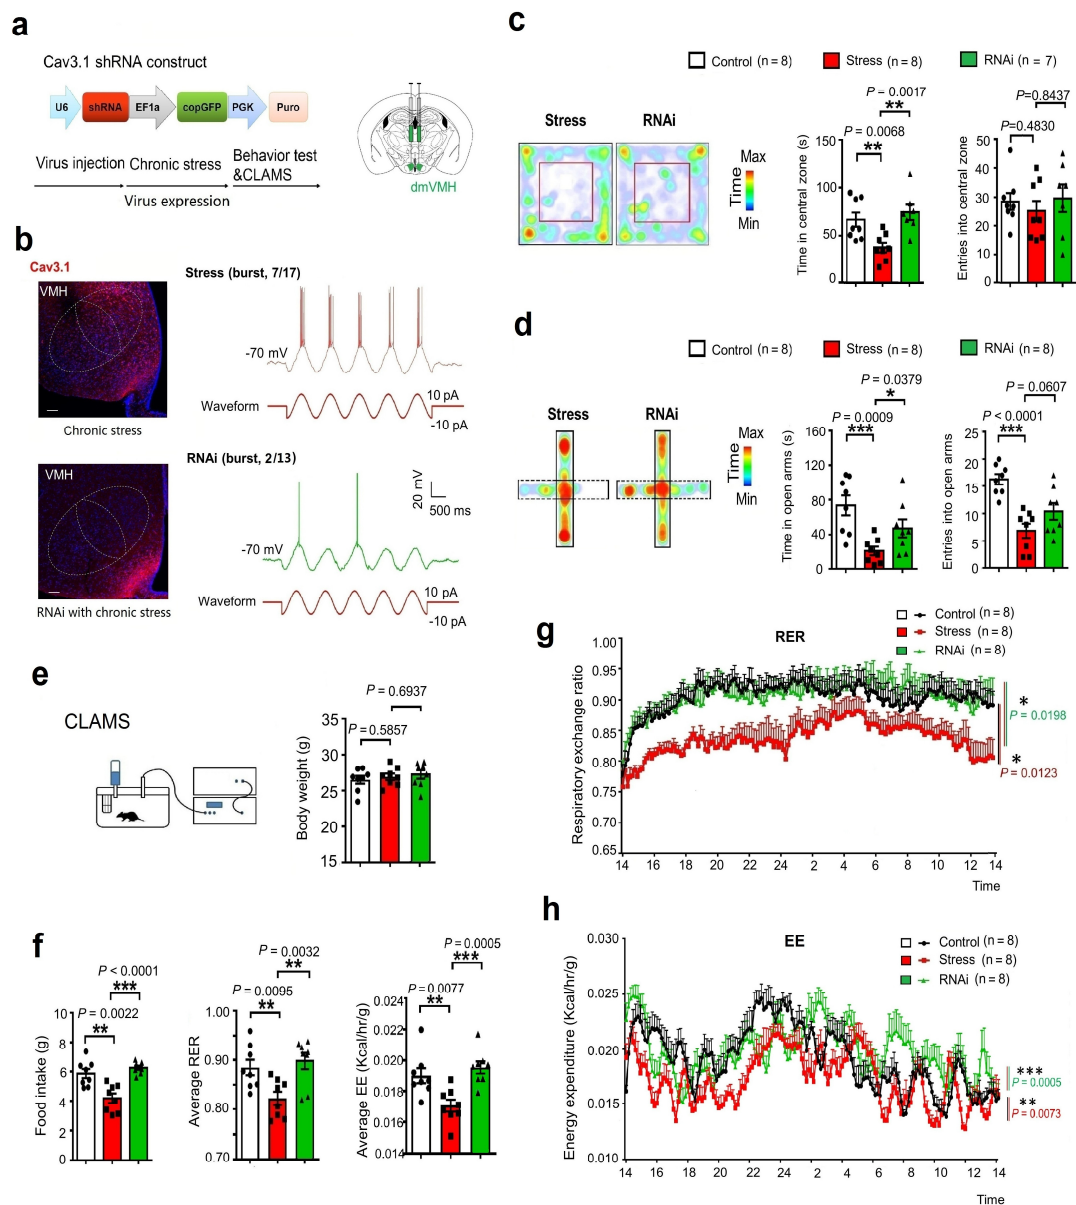 a
Cav3.1 shRNA construct
U6 shRNA EF1a copGFP PGK Puro
Virus injection Chronic stress Behavior test &CLAMS
Virus expression
dmVMH
b
Cav3.1
VMH
Chronic stress
Stress (burst, 7/17)
-70 mV
Waveform
10 pA
-10 pA
VMH
RNAi with chronic stress
RNAi (burst, 2/13)
20 mV
500 ms
-70 mV
Waveform
10 pA
-10 pA
c
Control (n = 8) Stress (n = 8) RNAi (n = 7)
Stress RNAi
Max
Time
Min
P = 0.0017
**
P = 0.0068
**
Time in central zone (s)
150
100
50
0
P=0.8437
P=0.4830
Entries into central zone
50
40
30
20
10
0
d
Control (n = 8) Stress (n = 8) RNAi (n = 8)
Stress RNAi
Max
Time
Min
P = 0.0379
*
P = 0.0009
***
Time in open arms (s)
160
120
80
40
0
P = 0.0607
P < 0.0001
***
Entries into open arms
25
20
15
10
5
0
e
CLAMS
P = 0.6937
P = 0.5857
Body weight (g)
35
30
25
20
15
f
P < 0.0001
***
P = 0.0022
**
Food intake (g)
10
8
6
4
2
0
P = 0.0032
**
P = 0.0095
**
Average RER
1.00
0.90
0.80
0.70
P = 0.0005
***
P = 0.0077
**
Average EE (Kcal/hr/g)
0.024
0.022
0.020
0.018
0.016
0.014
g
RER
Control (n = 8)
Stress (n = 8)
RNAi (n = 8)
Respiratory exchange ratio
1.00
0.95
0.90
0.85
0.80
0.75
0.70
0.65
14 16 18 20 22 24 2 4 6 8 10 12 14
Time
*
P = 0.0198
*
P = 0.0123
h
EE
Control (n = 8)
Stress (n = 8)
RNAi (n = 8)
Energy expenditure (Kcal/hr/g)
0.030
0.025
0.020
0.015
0.010
14 16 18 20 22 24 2 4 6 8 10 12 14
Time
***
P = 0.0005
**
P = 0.0073